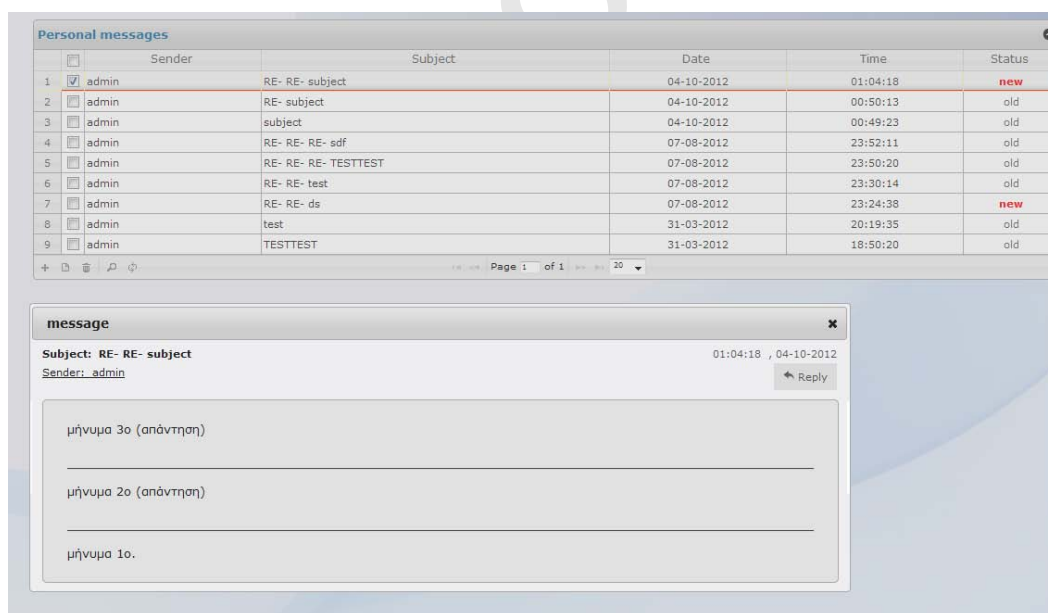 Personal messages
Sender Subject Date Time Status
1 admin RE- RE- subject 04-10-2012 01:04:18 new
2 admin RE- subject 04-10-2012 00:50:13 old
3 admin subject 04-10-2012 00:49:23 old
4 admin RE- RE- RE- sdf 07-08-2012 23:52:11 old
5 admin RE- RE- RE- TESTTEST 07-08-2012 23:50:20 old
6 admin RE- RE- test 07-08-2012 23:30:14 old
7 admin RE- RE- ds 07-08-2012 23:24:38 new
8 admin test 31-03-2012 20:19:35 old
9 admin TESTTEST 31-03-2012 18:50:20 old
Page 1 of 1 20
message
Subject: RE- RE- subject 01:04:18 , 04-10-2012
Sender: admin
Reply
μήνυμα 3ο (απάντηση)
μήνυμα 2ο (απάντηση)
μήνυμα 1ο.